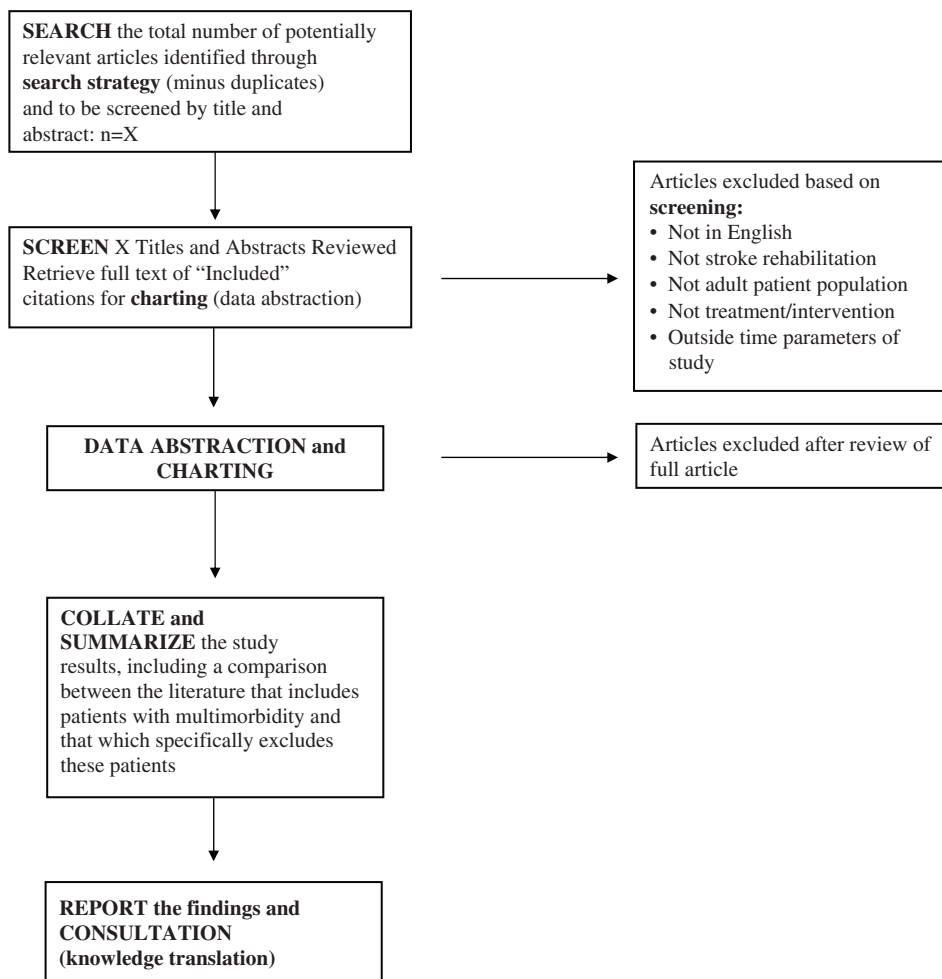 SEARCH the total number of potentially
relevant articles identified through
search strategy (minus duplicates)
and to be screened by title and
abstract: n=X
SCREEN X Titles and Abstracts Reviewed
Retrieve full text of “Included”
citations for charting (data abstraction)
Articles excluded based on
screening:
• Not in English
• Not stroke rehabilitation
• Not adult patient population
• Not treatment/intervention
• Outside time parameters of
study
DATA ABSTRACTION and
CHARTING
Articles excluded after review of
full article
COLLATE and
SUMMARIZE the study
results, including a comparison
between the literature that includes
patients with multimorbidity and
that which specifically excludes
these patients
REPORT the findings and
CONSULTATION
(knowledge translation)